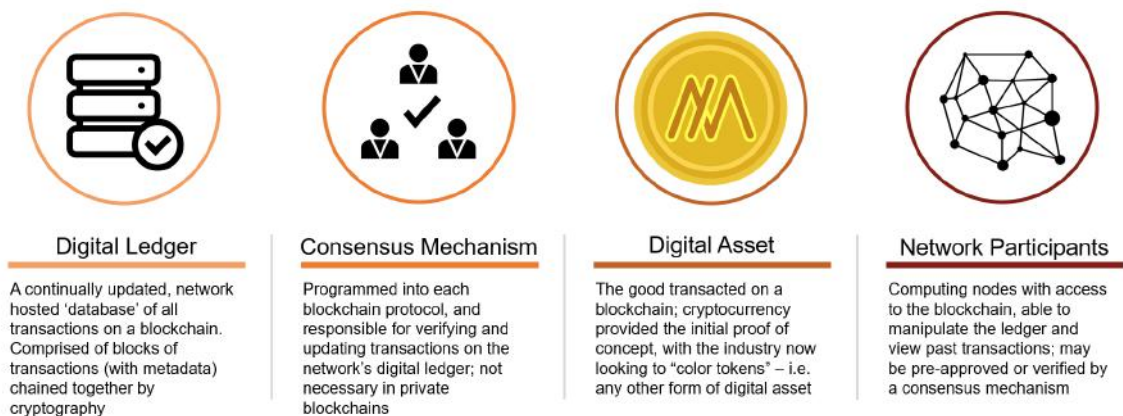 Digital Ledger
A continually updated, network
hosted ‘database’ of all
transactions on a blockchain.
Comprised of blocks of
transactions (with metadata)
chained together by
cryptography
Consensus Mechanism
Programmed into each
blockchain protocol, and
responsible for verifying and
updating transactions on the
network’s digital ledger; not
necessary in private
blockchains
Digital Asset
The good transacted on a
blockchain; cryptocurrency
provided the initial proof of
concept, with the industry now
looking to “color tokens” – i.e.
any other form of digital asset
Network Participants
Computing nodes with access
to the blockchain, able to
manipulate the ledger and
view past transactions; may
be pre-approved or verified by
a consensus mechanism